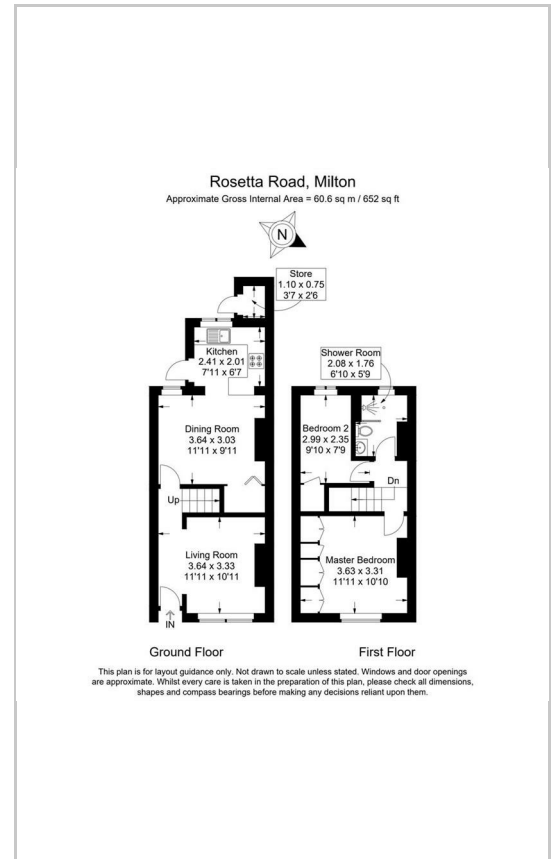 Rosetta Road, Milton
Approximate Gross Internal Area = 60.6 sq m / 652 sq ft
N
Store
1.10 x 0.75
3'7 x 2'6
Kitchen
2.41 x 2.01
7'11 x 6'7
Dining Room
3.64 x 3.03
11'11 x 9'11
Up
Living Room
3.64 x 3.33
11'11 x 10'11
IN
Ground Floor
Shower Room
2.08 x 1.76
6'10 x 5'9
Bedroom 2
2.99 x 2.35
9'10 x 7'9
Dn
Master Bedroom
3.63 x 3.31
11'11 x 10'10
First Floor
This plan is for layout guidance only. Not drawn to scale unless stated. Windows and door openings
are approximate. Whilst every care is taken in the preparation of this plan, please check all dimensions,
shapes and compass bearings before making any decisions reliant upon them.